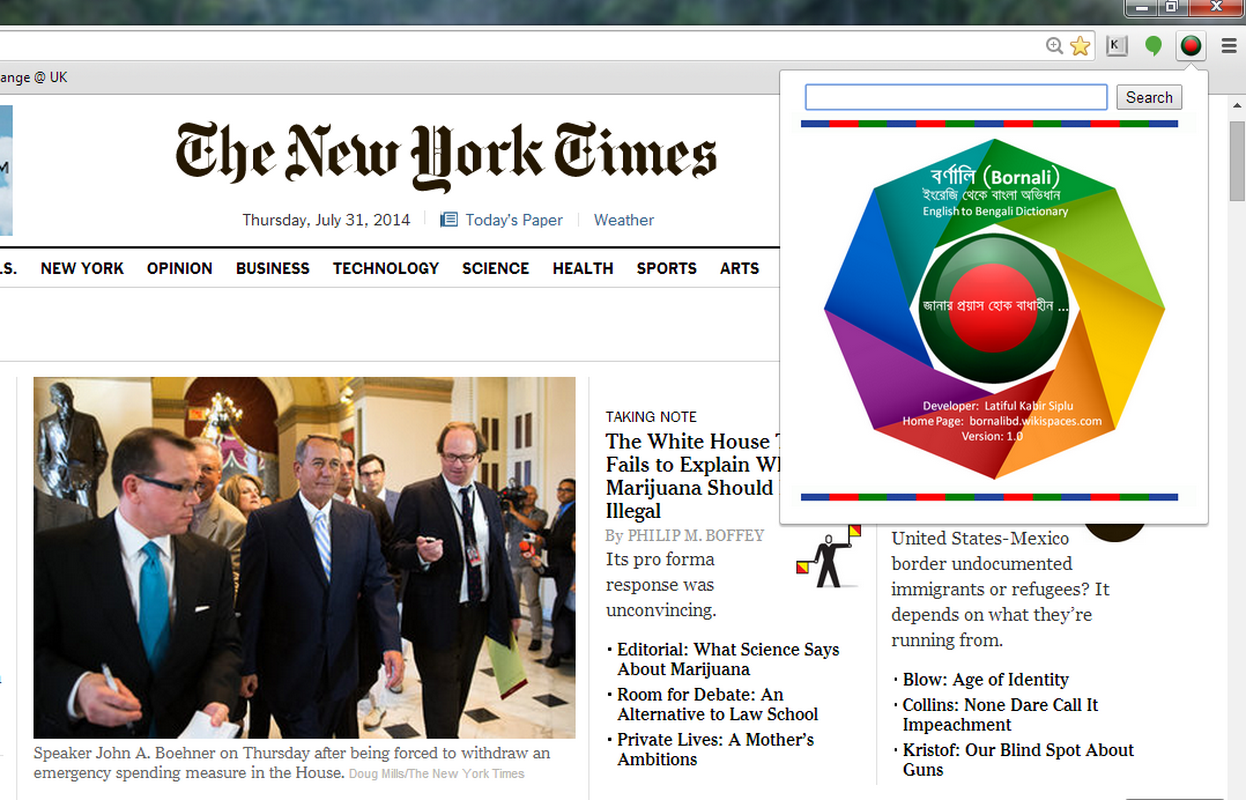 ange @ UK
K
Search
The New York Times
Thursday, July 31, 2014
Today's Paper
Weather
NEW YORK
OPINION
BUSINESS
TECHNOLOGY
SCIENCE
HEALTH
SPORTS
ARTS
বর্ণালি (Bornali)
ইংরেজি থেকে বাংলা অভিধান
English to Bengali Dictionary
জানার প্রয়াস হোক বাধাহীন ...
Developer: Latiful Kabir Siplu
Home Page: bornalibd.wikispaces.com
Version: 1.0
Speaker John A. Boehner on Thursday after being forced to withdraw an
emergency spending measure in the House. Doug Mills/The New York Times
TAKING NOTE
The White House
Fails to Explain
Marijuana Should
Illegal
By PHILIP M. BOFFEY
Its pro forma
response was
unconvincing.
· Editorial: What Science Says
About Marijuana
· Room for Debate: An
Alternative to Law School
· Private Lives: A Mother's
Ambitions
United States-Mexico
border undocumented
immigrants or refugees? It
depends on what they're
running from.
· Blow: Age of Identity
· Collins: None Dare Call It
Impeachment
· Kristof: Our Blind Spot About
Guns